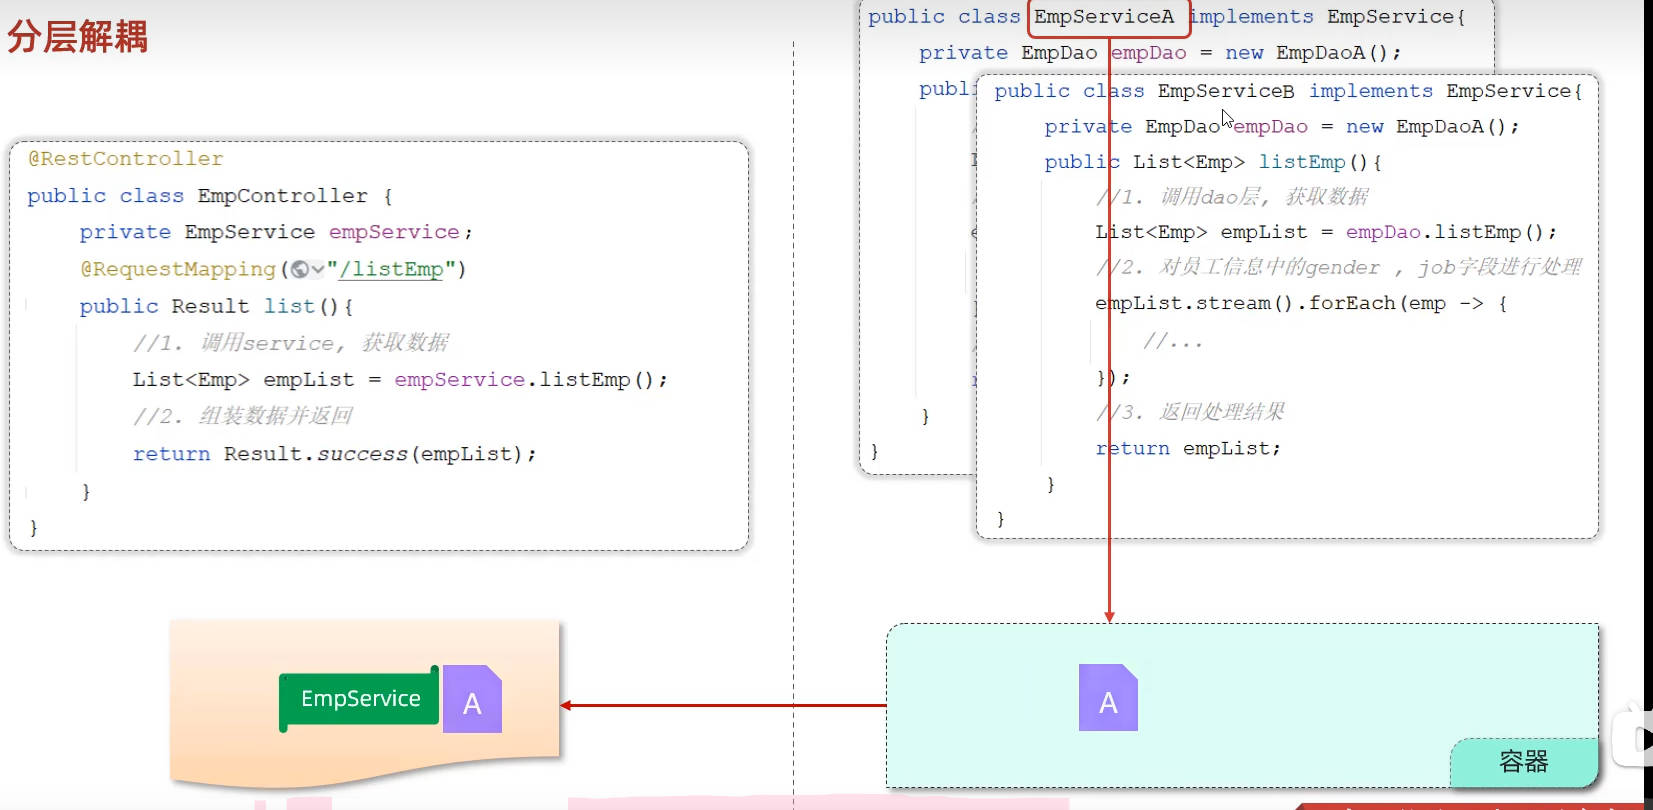 分层解耦
@RestController
public class EmpController {
private EmpService empService;
@RequestMapping("/listEmp")
public Result list(){
//1. 调用service, 获取数据
List<Emp> empList = empService.listEmp();
//2. 组装数据并返回
return Result.success(empList);
}
}
public class EmpServiceA implements EmpService{
private EmpDao empDao = new EmpDaoA();
publi
}
}
public class EmpServiceB implements EmpService{
private EmpDao empDao = new EmpDaoA();
public List<Emp> listEmp(){
//1. 调用dao层, 获取数据
List<Emp> empList = empDao.listEmp();
//2. 对员工信息中的gender , job字段进行处理
empList.stream().forEach(emp -> {
//...
});
//3. 返回处理结果
return empList;
}
}
EmpService A
A
容器